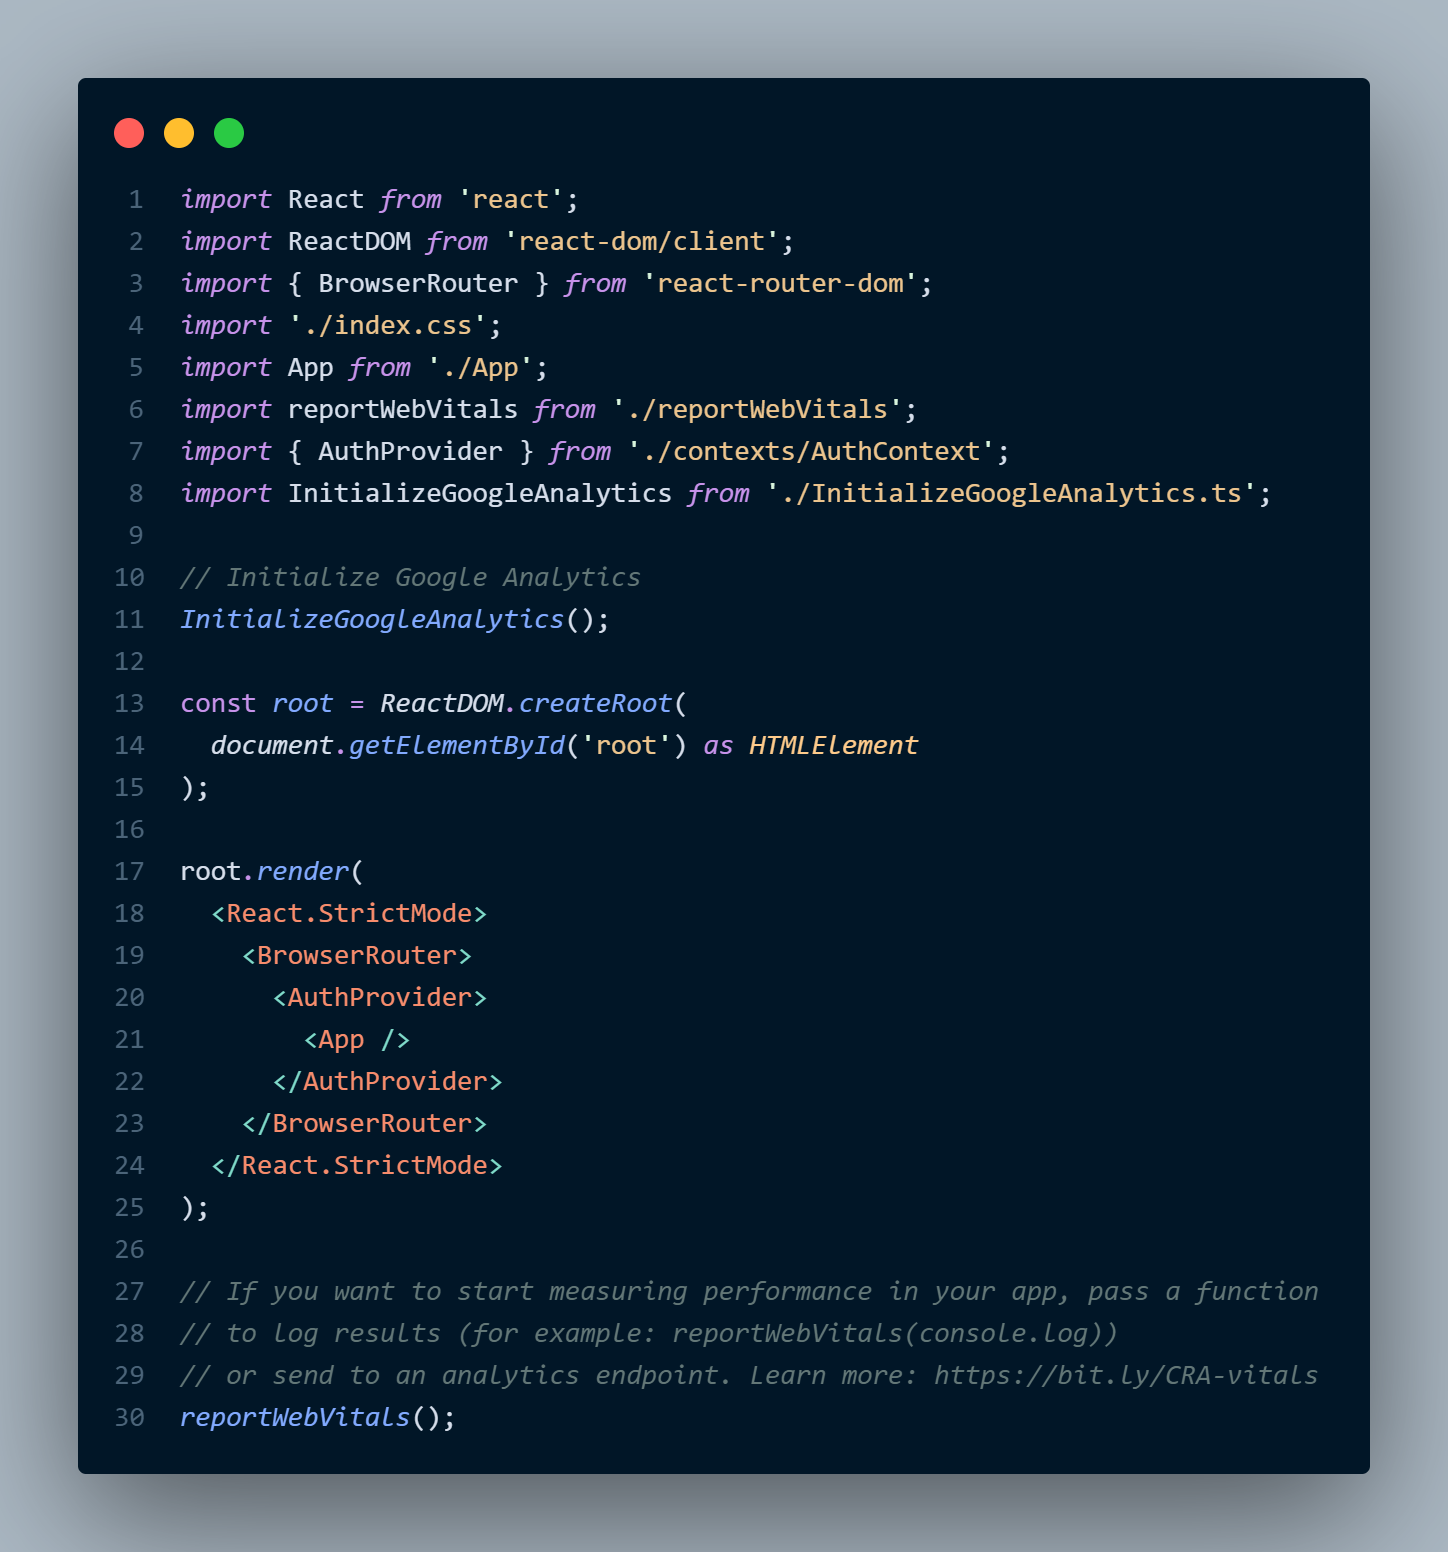 1 import React from 'react';
2 import ReactDOM from 'react-dom/client';
3 import { BrowserRouter } from 'react-router-dom';
4 import './index.css';
5 import App from './App';
6 import reportWebVitals from './reportWebVitals';
7 import { AuthProvider } from './contexts/AuthContext';
8 import InitializeGoogleAnalytics from './InitializeGoogleAnalytics.ts';
9
10 // Initialize Google Analytics
11 InitializeGoogleAnalytics();
12
13 const root = ReactDOM.createRoot(
14   document.getElementById('root') as HTMLElement
15 );
16
17 root.render(
18   <React.StrictMode>
19     <BrowserRouter>
20       <AuthProvider>
21         <App />
22       </AuthProvider>
23     </BrowserRouter>
24   </React.StrictMode>
25 );
26
27 // If you want to start measuring performance in your app, pass a function
28 // to log results (for example: reportWebVitals(console.log))
29 // or send to an analytics endpoint. Learn more: https://bit.ly/CRA-vitals
30 reportWebVitals();